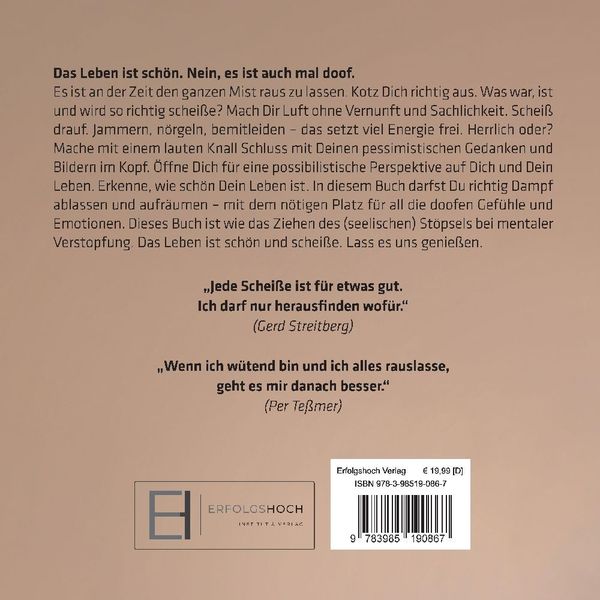 Das Leben ist schön. Nein, es ist auch mal doof.
Es ist an der Zeit den ganzen Mist raus zu lassen. Kotz Dich richtig aus. Was war, ist
und wird so richtig scheiße? Mach Dir Luft ohne Vernunft und Sachlichkeit. Scheiß
drauf. Jammern, nörgeln, bemitleiden – das setzt viel Energie frei. Herrlich oder?
Mache mit einem lauten Knall Schluss mit Deinen pessimistischen Gedanken und
Bildern im Kopf. Öffne Dich für eine possibilistische Perspektive auf Dich und Dein
Leben. Erkenne, wie schön Dein Leben ist. In diesem Buch darfst Du richtig Dampf
ablassen und aufräumen – mit dem nötigen Platz für all die doofen Gefühle und
Emotionen. Dieses Buch ist wie das Ziehen des (seelischen) Stöpsels bei mentaler
Verstopfung. Das Leben ist schön und scheiße. Lass es uns genießen.
„Jede Scheiße ist für etwas gut.
Ich darf nur herausfinden wofür.“
(Gerd Streitberg)
„Wenn ich wütend bin und ich alles rauslasse,
geht es mir danach besser.“
(Per Teßmer)
EH ERFOLGSHOCH
INSTITUT & VERLAG
Erfolgshoch Verlag € 19,99 [D]
ISBN 978-3-98519-086-7
9 783985 190867